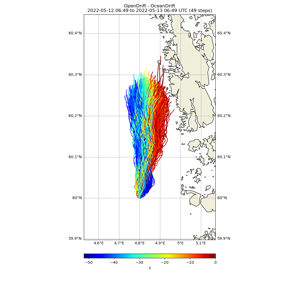 OpenDrift - OceanDrift
2022-05-12 06:49 to 2022-05-13 06:49 UTC (49 steps)
60.4°N
60.4°N
60.3°N
60.3°N
60.2°N
60.2°N
60.1°N
60.1°N
60°N
60°N
59.9°N
59.9°N
4.6°E 4.7°E 4.8°E 4.9°E 5°E 5.1°E
−50 −40 −30 −20 −10 0
z